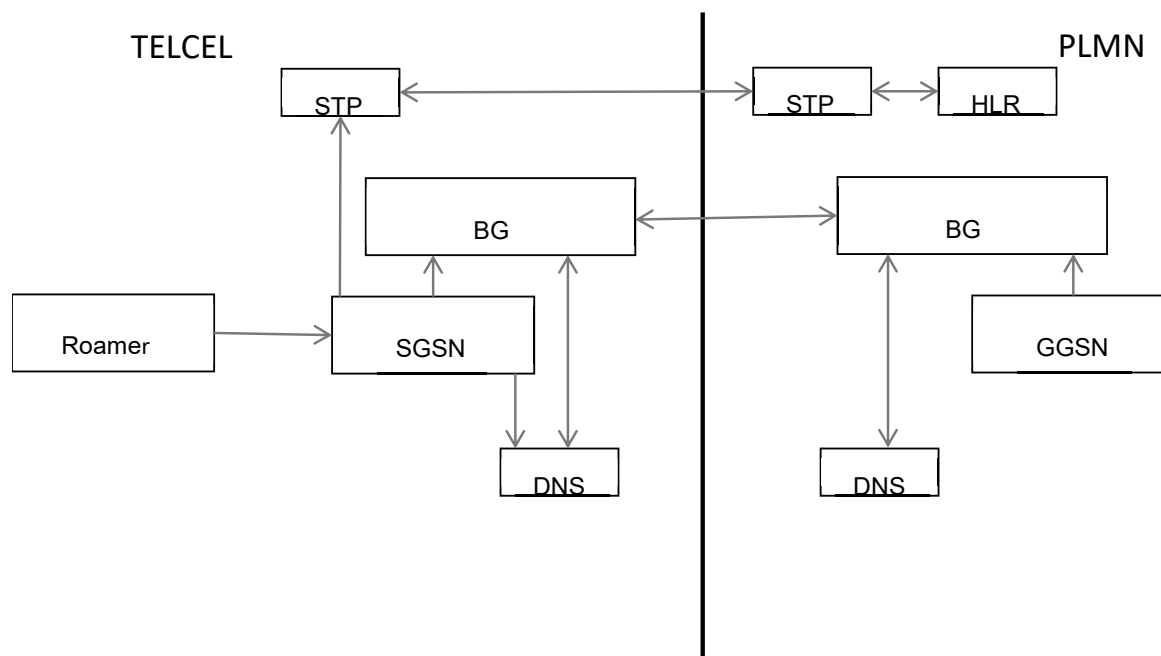 TELCEL
PLMN
STP
STP
HLR
BG
BG
Roamer
SGSN
GGSN
DNS
DNS